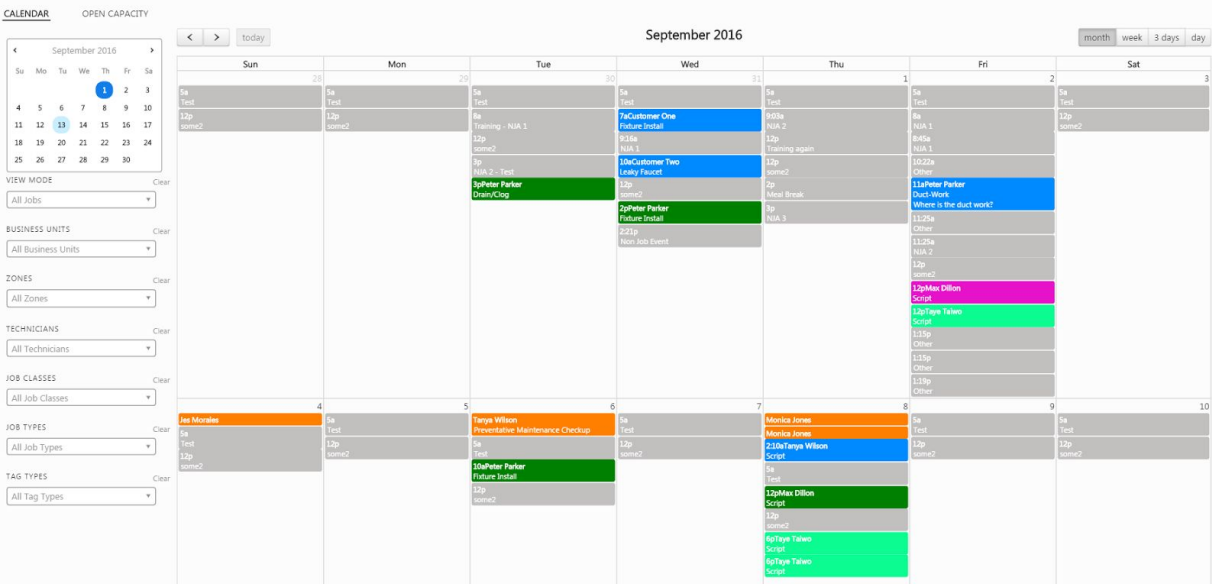 CALENDAR OPEN CAPACITY
September 2016
Su Mo Tu We Th Fr Sa
1 2 3
4 5 6 7 8 9 10
11 12 13 14 15 16 17
18 19 20 21 22 23 24
25 26 27 28 29 30
VIEW MODE Clear
All Jobs
BUSINESS UNITS Clear
All Business Units
ZONES Clear
All Zones
TECHNICIANS Clear
All Technicians
JOB CLASSES Clear
All Job Classes
JOB TYPES Clear
All Job Types
TAG TYPES Clear
All Tag Types
today
September 2016
month week 3 days day
Sun Mon Tue Wed Thu Fri Sat
28
5a
Test
12p
some2
29
5a
Test
12p
some2
30
5a
Test
8a
Training - NJA 1
12p
some2
3p
NJA 2 - Test
3pPeter Parker
Drain/Clog
31
5a
Test
7aCustomer One
Fixture Install
9:16a
NJA 1
10aCustomer Two
Leaky Faucet
12p
some2
2pPeter Parker
Fixture Install
2:21p
Non Job Event
1
5a
Test
9:03a
NJA 2
12p
Training again
12p
some2
2p
Meal Break
3p
NJA 3
2
5a
Test
8a
NJA 1
8:45a
NJA 1
10:22a
Other
11aPeter Parker
Duct-Work
Where is the duct work?
11:25a
Other
11:25a
NJA 2
12p
some2
12pMax Dillon
Script
12pTaye Taiwo
Script
1:15p
Other
1:15p
Other
1:19p
Other
3
5a
Test
12p
some2
4
Jes Morales
5a
Test
12p
some2
5
5a
Test
12p
some2
6
Tanya Wilson
Preventative Maintenance Checkup
5a
Test
10aPeter Parker
Fixture Install
12p
some2
7
5a
Test
12p
some2
8
Monica Jones
Monica Jones
2:10aTanya Wilson
Script
5a
Test
12pMax Dillon
Script
12p
some2
6pTaye Taiwo
Script
6pTaye Taiwo
Script
9
5a
Test
12p
some2
10
5a
Test
12p
some2